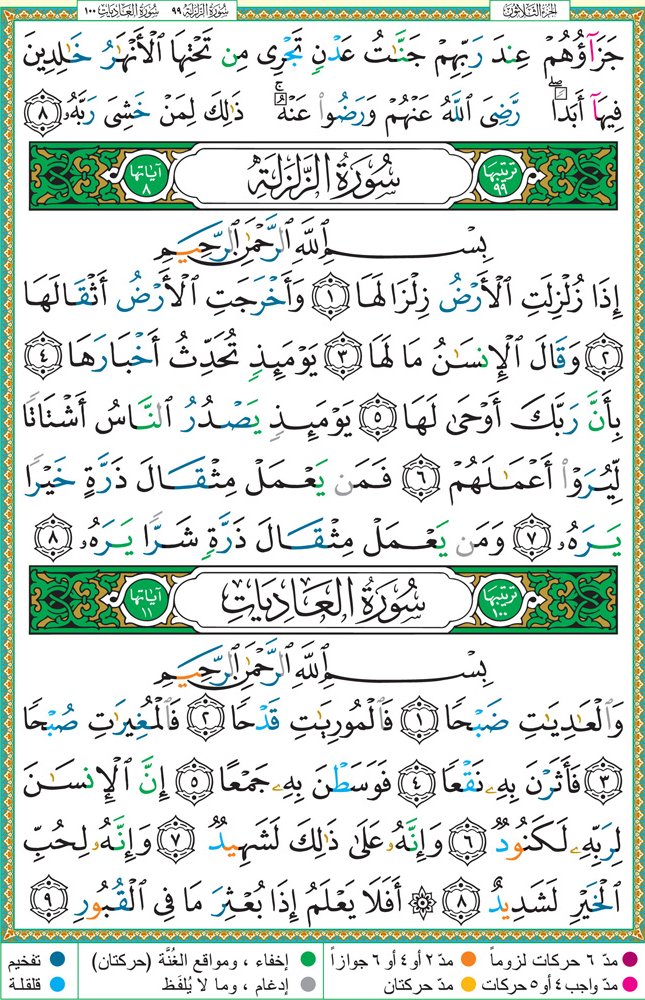 الجزء الثلاثون سورة الزلزلة ٩٩ سورة العاديات ١٠٠
جَزَآؤُهُمْ عِندَ رَبِّهِمْ جَنَّٰتُ عَدْنٍ تَجْرِى مِن تَحْتِهَا ٱلْأَنْهَٰرُ خَٰلِدِينَ
فِيهَآ أَبَدًا ۖ رَّضِىَ ٱللَّهُ عَنْهُمْ وَرَضُوا۟ عَنْهُ ۚ ذَٰلِكَ لِمَنْ خَشِىَ رَبَّهُۥ ٨
ترتيبها ٩٩ سُورَةُ الزَّلْزَلَةِ آياتها ٨
بِسْمِ ٱللَّهِ ٱلرَّحْمَٰنِ ٱلرَّحِيمِ
إِذَا زُلْزِلَتِ ٱلْأَرْضُ زِلْزَالَهَا ١ وَأَخْرَجَتِ ٱلْأَرْضُ أَثْقَالَهَا
٢ وَقَالَ ٱلْإِنسَٰنُ مَا لَهَا ٣ يَوْمَئِذٍ تُحَدِّثُ أَخْبَارَهَا ٤
بِأَنَّ رَبَّكَ أَوْحَىٰ لَهَا ٥ يَوْمَئِذٍ يَصْدُرُ ٱلنَّاسُ أَشْتَاتًا
لِّيُرَوْا۟ أَعْمَٰلَهُمْ ٦ فَمَن يَعْمَلْ مِثْقَالَ ذَرَّةٍ خَيْرًا
يَرَهُۥ ٧ وَمَن يَعْمَلْ مِثْقَالَ ذَرَّةٍ شَرًّا يَرَهُۥ ٨
ترتيبها ١٠٠ سُورَةُ العَادِيَاتِ آياتها ١١
بِسْمِ ٱللَّهِ ٱلرَّحْمَٰنِ ٱلرَّحِيمِ
وَٱلْعَٰدِيَٰتِ ضَبْحًا ١ فَٱلْمُورِيَٰتِ قَدْحًا ٢ فَٱلْمُغِيرَٰتِ صُبْحًا
٣ فَأَثَرْنَ بِهِۦ نَقْعًا ٤ فَوَسَطْنَ بِهِۦ جَمْعًا ٥ إِنَّ ٱلْإِنسَٰنَ
لِرَبِّهِۦ لَكَنُودٌ ٦ وَإِنَّهُۥ عَلَىٰ ذَٰلِكَ لَشَهِيدٌ ٧ وَإِنَّهُۥ لِحُبِّ
ٱلْخَيْرِ لَشَدِيدٌ ٨ ۞ أَفَلَا يَعْلَمُ إِذَا بُعْثِرَ مَا فِى ٱلْقُبُورِ ٩
مدّ ٦ حركات لزوماً مدّ ٢ أو ٤ أو ٦ جوازاً إخفاء ، ومواقع الغُنَّة (حركتان) تفخيم
مدّ واجب ٤ أو ٥ حركات مدّ حركتان إدغام ، وما لا يُلفَظ قلقلة